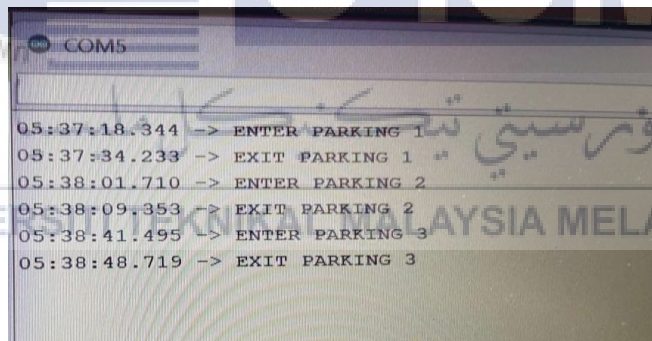 COM5
05:37:18.344 -> ENTER PARKING 1
05:37:34.233 -> EXIT PARKING 1
05:38:01.710 -> ENTER PARKING 2
05:38:09.353 -> EXIT PARKING 2
05:38:41.495 -> ENTER PARKING 3
05:38:48.719 -> EXIT PARKING 3
TEKNIKAL MALAYSIA